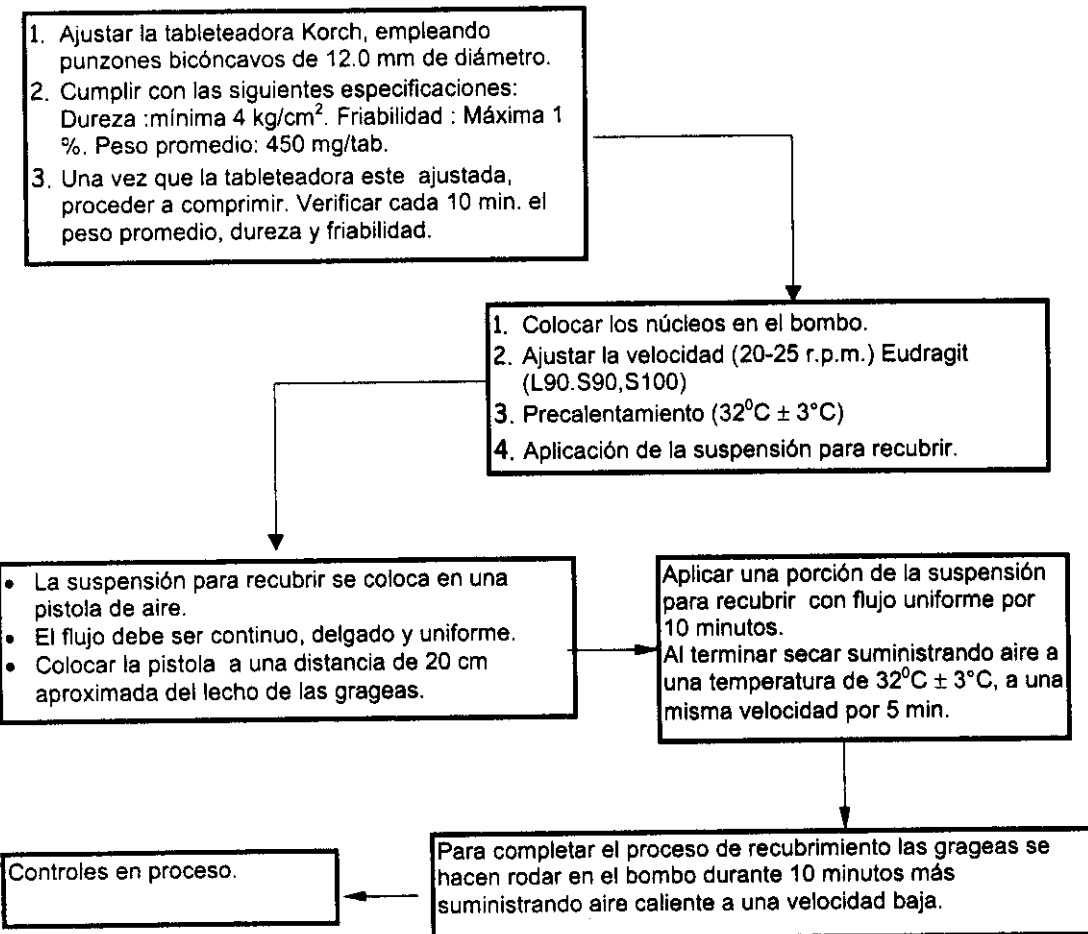 1. Ajustar la tableteadora Korch, empleando
punzones bicóncavos de 12.0 mm de diámetro.
2. Cumplir con las siguientes especificaciones:
Dureza :mínima 4 kg/cm². Friabilidad : Máxima 1
%. Peso promedio: 450 mg/tab.
3. Una vez que la tableteadora este ajustada,
proceder a comprimir. Verificar cada 10 min. el
peso promedio, dureza y friabilidad.
1. Colocar los núcleos en el bombo.
2. Ajustar la velocidad (20-25 r.p.m.) Eudragit
(L90.S90,S100)
3. Precalentamiento (32⁰C ± 3°C)
4. Aplicación de la suspensión para recubrir.
• La suspensión para recubrir se coloca en una
pistola de aire.
• El flujo debe ser continuo, delgado y uniforme.
• Colocar la pistola a una distancia de 20 cm
aproximada del lecho de las grageas.
Aplicar una porción de la suspensión
para recubrir con flujo uniforme por
10 minutos.
Al terminar secar suministrando aire a
una temperatura de 32⁰C ± 3°C, a una
misma velocidad por 5 min.
Para completar el proceso de recubrimiento las grageas se
hacen rodar en el bombo durante 10 minutos más
suministrando aire caliente a una velocidad baja.
Controles en proceso.